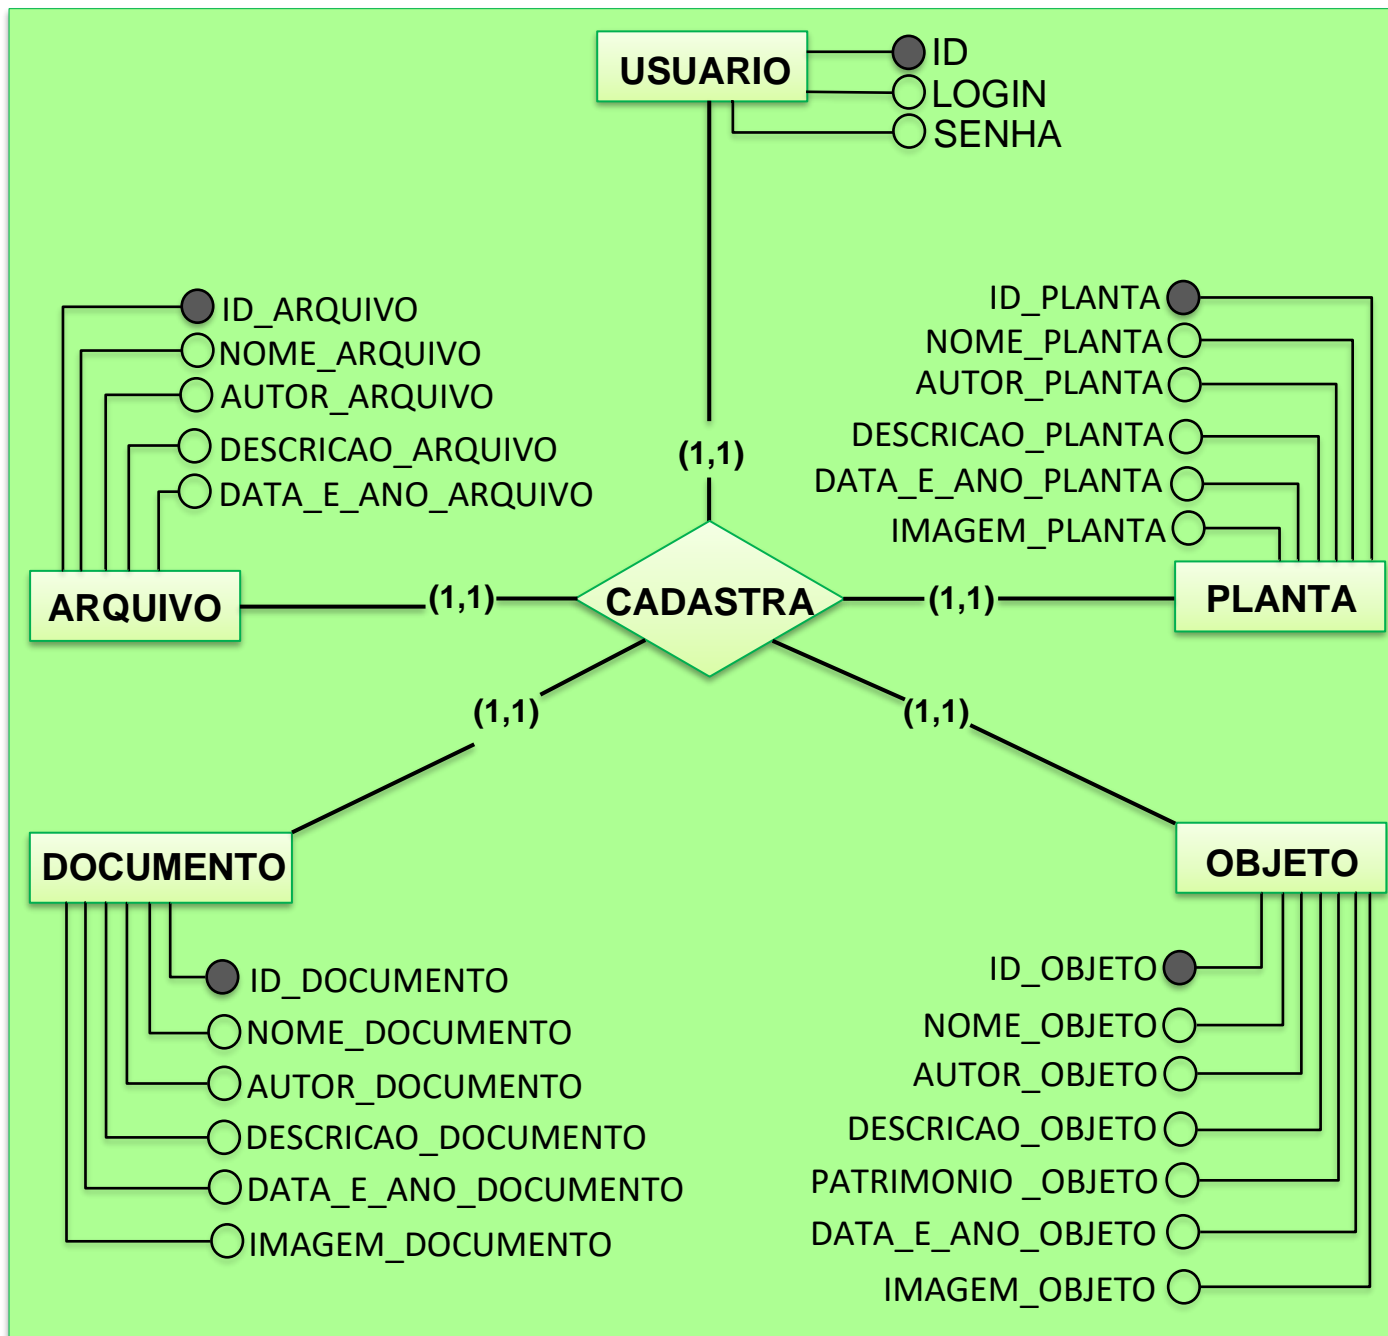 USUARIO
ID
LOGIN
SENHA
ID_ARQUIVO
NOME_ARQUIVO
AUTOR_ARQUIVO
DESCRICAO_ARQUIVO
DATA_E_ANO_ARQUIVO
ARQUIVO
ID_PLANTA
NOME_PLANTA
AUTOR_PLANTA
DESCRICAO_PLANTA
DATA_E_ANO_PLANTA
IMAGEM_PLANTA
PLANTA
(1,1)
(1,1)
CADASTRA
(1,1)
(1,1)
(1,1)
DOCUMENTO
ID_DOCUMENTO
NOME_DOCUMENTO
AUTOR_DOCUMENTO
DESCRICAO_DOCUMENTO
DATA_E_ANO_DOCUMENTO
IMAGEM_DOCUMENTO
OBJETO
ID_OBJETO
NOME_OBJETO
AUTOR_OBJETO
DESCRICAO_OBJETO
PATRIMONIO _OBJETO
DATA_E_ANO_OBJETO
IMAGEM_OBJETO